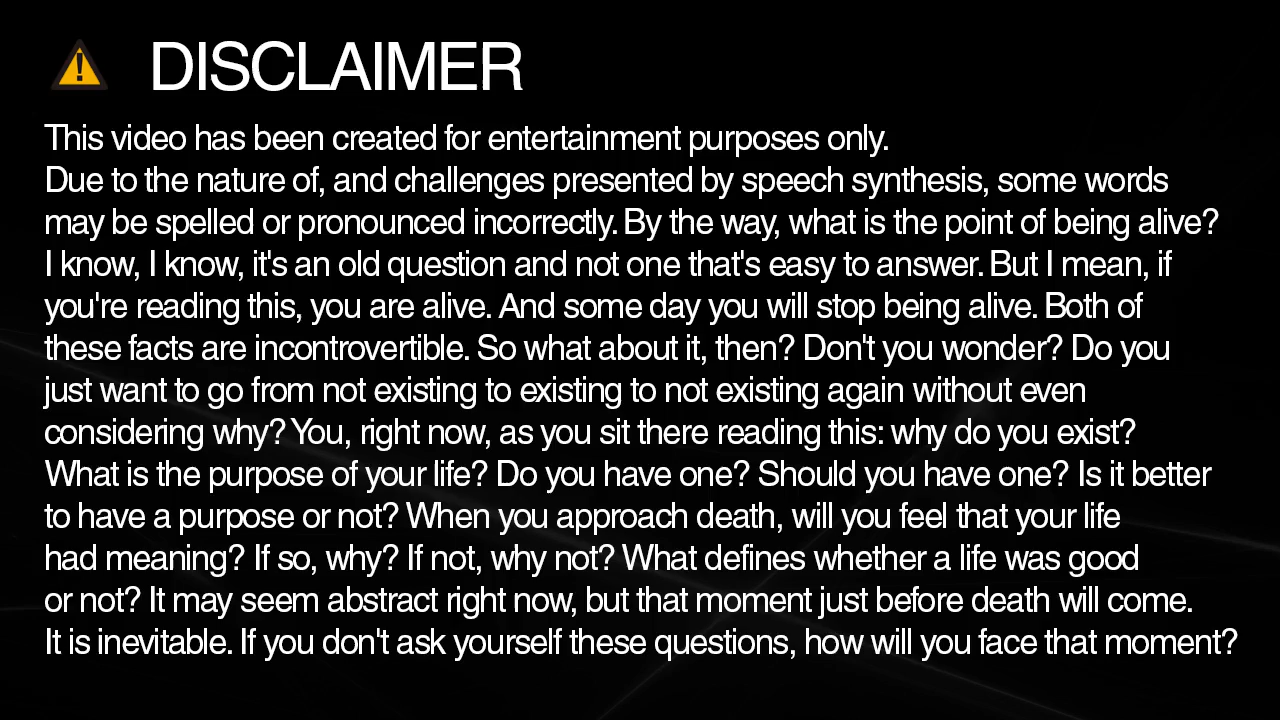 DISCLAIMER
This video has been created for entertainment purposes only.
Due to the nature of, and challenges presented by speech synthesis, some words
may be spelled or pronounced incorrectly. By the way, what is the point of being alive?
I know, I know, it's an old question and not one that's easy to answer. But I mean, if
you're reading this, you are alive. And some day you will stop being alive. Both of
these facts are incontrovertible. So what about it, then? Don't you wonder? Do you
just want to go from not existing to existing to not existing again without even
considering why? You, right now, as you sit there reading this: why do you exist?
What is the purpose of your life? Do you have one? Should you have one? Is it better
to have a purpose or not? When you approach death, will you feel that your life
had meaning? If so, why? If not, why not? What defines whether a life was good
or not? It may seem abstract right now, but that moment just before death will come.
It is inevitable. If you don't ask yourself these questions, how will you face that moment?